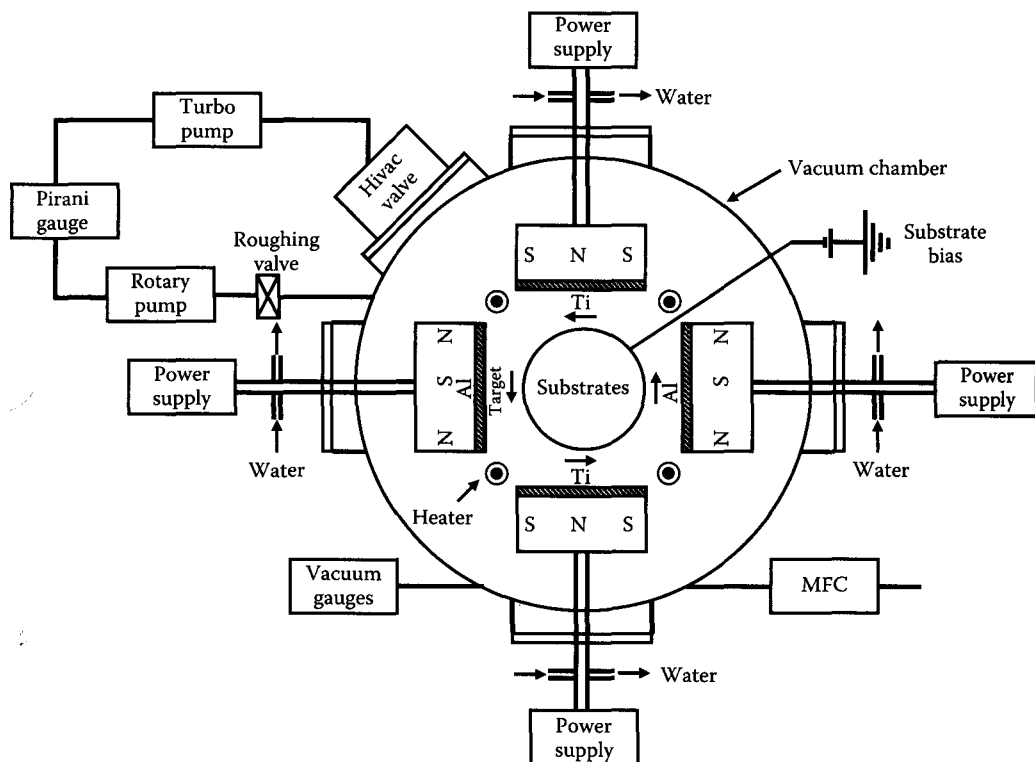 Power
supply
Water
Turbo
pump
Hivac
valve
Vacuum chamber
Pirani
gauge
Roughing
valve
Substrate
bias
S N S
Rotary
pump
Ti
N
S
N
Al
Target
Substrates
Al
N
S
N
Power
supply
Power
supply
Water
Water
Ti
Heater
S N S
Vacuum
gauges
MFC
Water
Power
supply